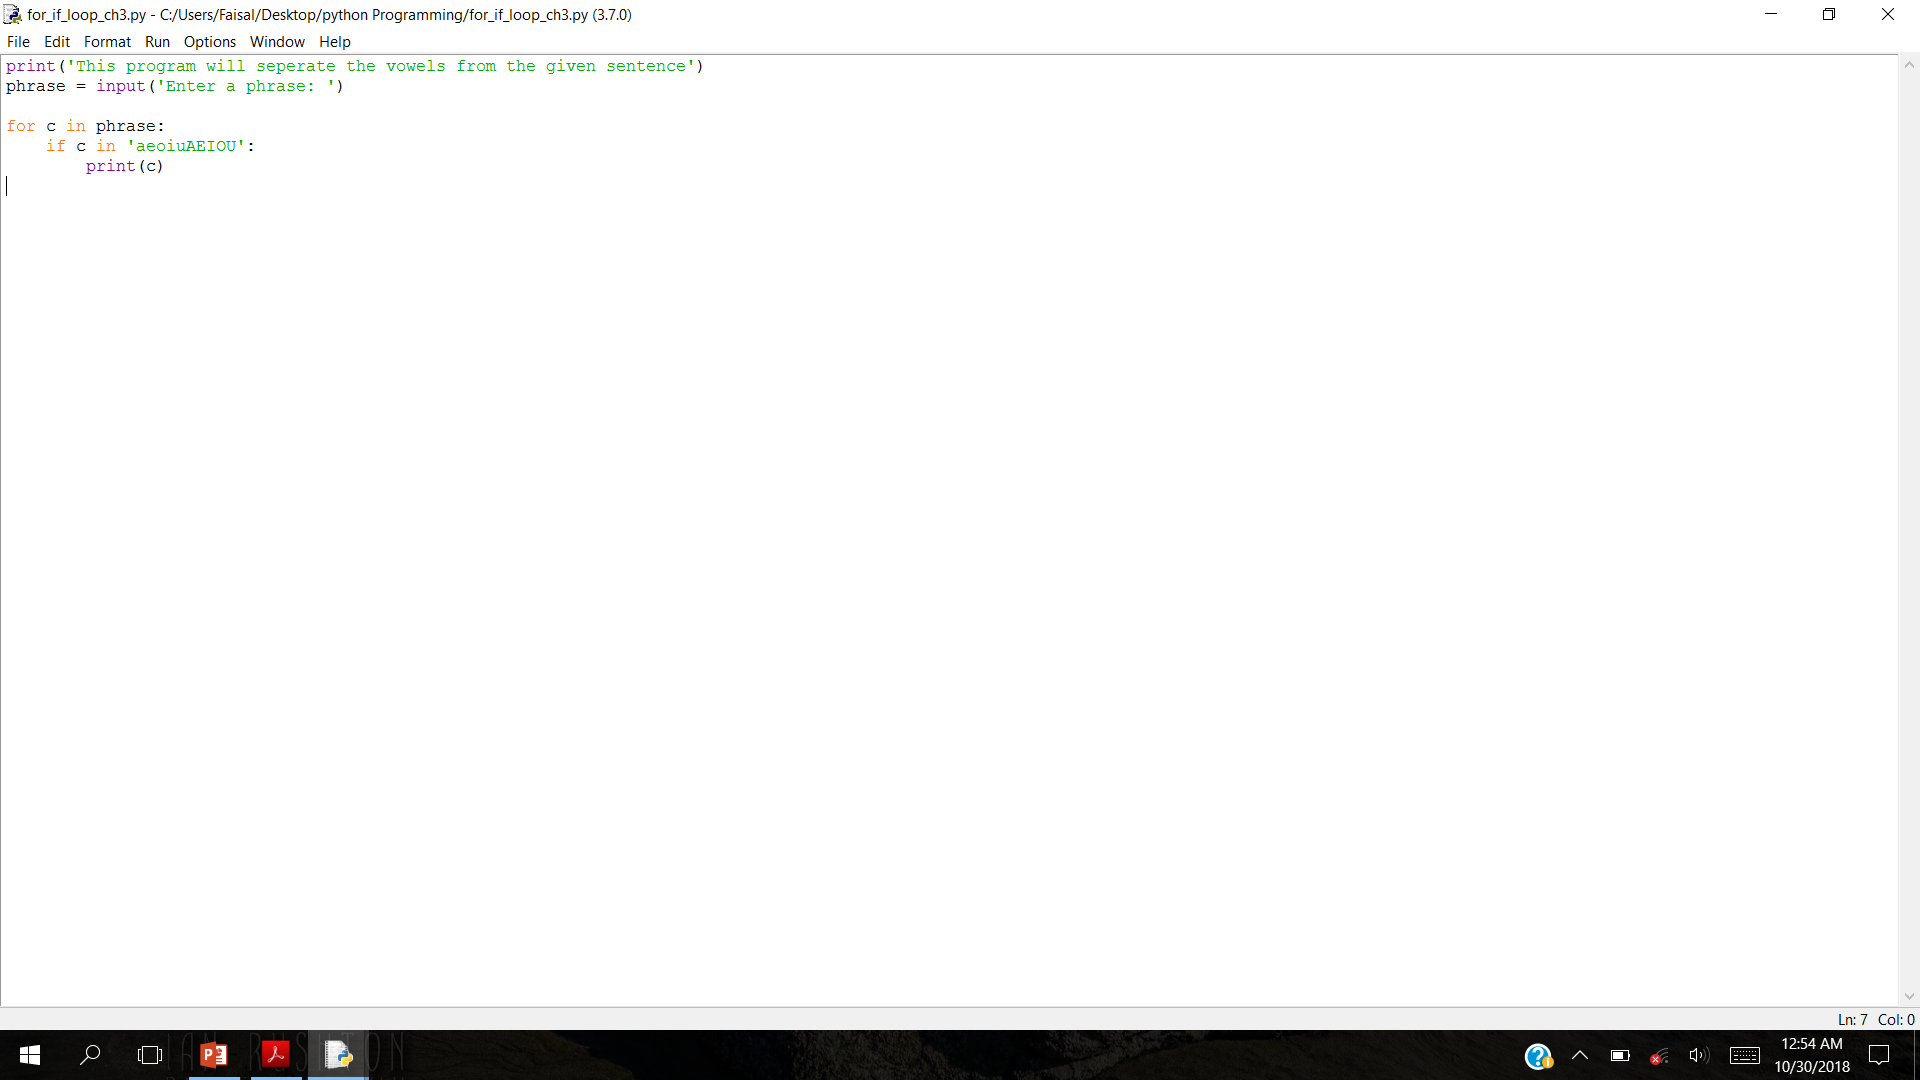 for_if_loop_ch3.py - C:/Users/Faisal/Desktop/python Programming/for_if_loop_ch3.py (3.7.0)
File Edit Format Run Options Window Help
print('This program will seperate the vowels from the given sentence')
phrase = input('Enter a phrase: ')
for c in phrase:
    if c in 'aeoiuAEIOU':
        print(c)
Ln: 7 Col: 0
12:54 AM
10/30/2018